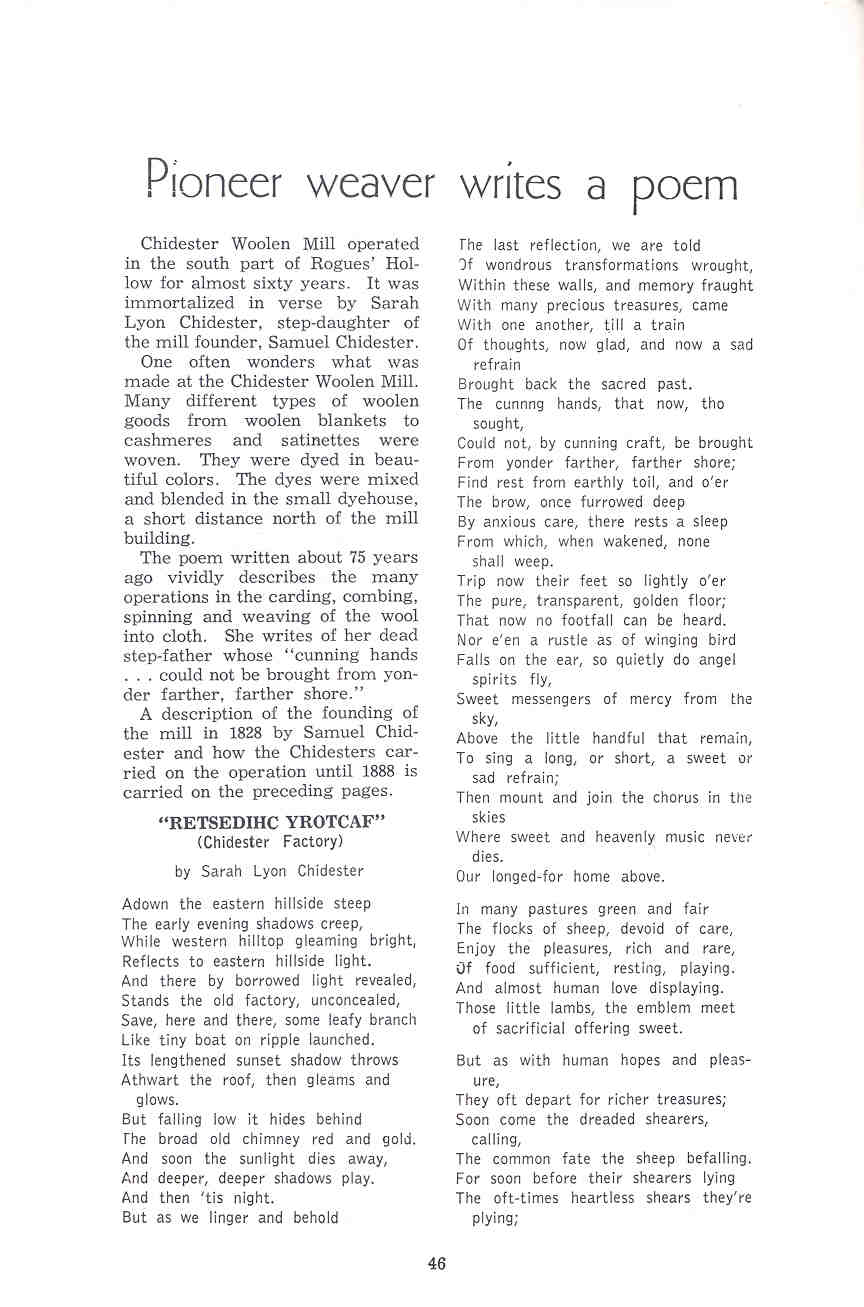 Pioneer weaver writes a poem
Chidester Woolen Mill operated
in the south part of Rogues' Hol-
low for almost sixty years. It was
immortalized in verse by Sarah
Lyon Chidester, step-daughter of
the mill founder, Samuel Chidester.
One often wonders what was
made at the Chidester Woolen Mill.
Many different types of woolen
goods from woolen blankets to
cashmeres and satinettes were
woven. They were dyed in beau-
tiful colors. The dyes were mixed
and blended in the small dyehouse,
a short distance north of the mill
building.
The poem written about 75 years
ago vividly describes the many
operations in the carding, combing,
spinning and weaving of the wool
into cloth. She writes of her dead
step-father whose "cunning hands
. . . could not be brought from yon-
der farther, farther shore."
A description of the founding of
the mill in 1828 by Samuel Chid-
ester and how the Chidesters car-
ried on the operation until 1888 is
carried on the preceding pages.
"RETSEDIHC YROTCAF"
(Chidester Factory)
by Sarah Lyon Chidester
Adown the eastern hillside steep
The early evening shadows creep,
While western hilltop gleaming bright,
Reflects to eastern hillside light.
And there by borrowed light revealed,
Stands the old factory, unconcealed,
Save, here and there, some leafy branch
Like tiny boat on ripple launched.
Its lengthened sunset shadow throws
Athwart the roof, then gleams and
glows.
But falling low it hides behind
The broad old chimney red and gold.
And soon the sunlight dies away,
And deeper, deeper shadows play.
And then 'tis night.
But as we linger and behold
The last reflection, we are told
Of wondrous transformations wrought,
Within these walls, and memory fraught
With many precious treasures, came
With one another, till a train
Of thoughts, now glad, and now a sad
refrain
Brought back the sacred past.
The cunnng hands, that now, tho
sought,
Could not, by cunning craft, be brought
From yonder farther, farther shore;
Find rest from earthly toil, and o'er
The brow, once furrowed deep
By anxious care, there rests a sleep
From which, when wakened, none
shall weep.
Trip now their feet so lightly o'er
The pure, transparent, golden floor;
That now no footfall can be heard.
Nor e'en a rustle as of winging bird
Falls on the ear, so quietly do angel
spirits fly,
Sweet messengers of mercy from the
sky,
Above the little handful that remain,
To sing a long, or short, a sweet or
sad refrain;
Then mount and join the chorus in the
skies
Where sweet and heavenly music never
dies.
Our longed-for home above.
In many pastures green and fair
The flocks of sheep, devoid of care,
Enjoy the pleasures, rich and rare,
Of food sufficient, resting, playing.
And almost human love displaying.
Those little lambs, the emblem meet
of sacrificial offering sweet.
But as with human hopes and pleas-
ure,
They oft depart for richer treasures;
Soon come the dreaded shearers,
calling,
The common fate the sheep befalling.
For soon before their shearers lying
The oft-times heartless shears they're
plying;
46